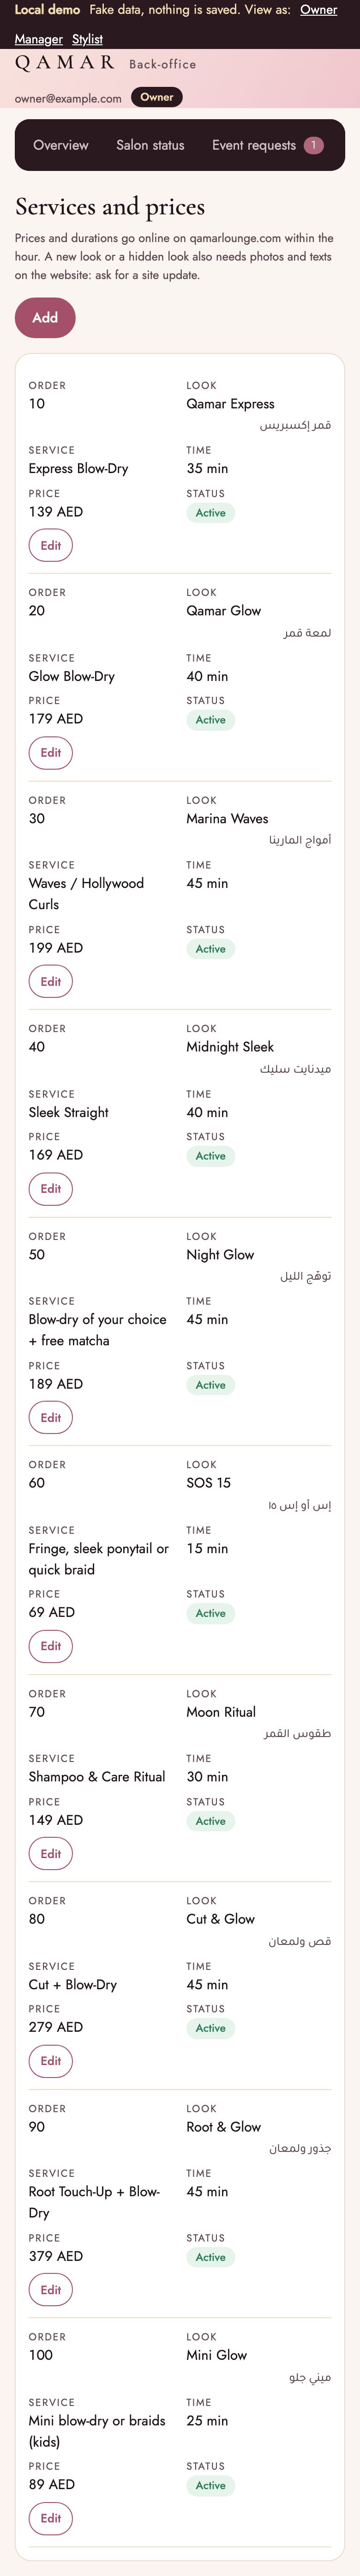 Local demo Fake data, nothing is saved. View as: Owner
Manager Stylist
QAMAR Back-office
owner@example.com Owner
Overview Salon status Event requests 1
Services and prices
Prices and durations go online on qamarlounge.com within the
hour. A new look or a hidden look also needs photos and texts
on the website: ask for a site update.
Add
ORDER LOOK
10 Qamar Express
قمر إكسبريس
SERVICE TIME
Express Blow-Dry 35 min
PRICE STATUS
139 AED Active
Edit
ORDER LOOK
20 Qamar Glow
لمعة قمر
SERVICE TIME
Glow Blow-Dry 40 min
PRICE STATUS
179 AED Active
Edit
ORDER LOOK
30 Marina Waves
أمواج المارينا
SERVICE TIME
Waves / Hollywood 45 min
Curls
PRICE STATUS
199 AED Active
Edit
ORDER LOOK
40 Midnight Sleek
ميدنايت سليك
SERVICE TIME
Sleek Straight 40 min
PRICE STATUS
169 AED Active
Edit
ORDER LOOK
50 Night Glow
توهّج الليل
SERVICE TIME
Blow-dry of your choice 45 min
+ free matcha
PRICE STATUS
189 AED Active
Edit
ORDER LOOK
60 SOS 15
إس أو إس ١٥
SERVICE TIME
Fringe, sleek ponytail or 15 min
quick braid
PRICE STATUS
69 AED Active
Edit
ORDER LOOK
70 Moon Ritual
طقوس القمر
SERVICE TIME
Shampoo & Care Ritual 30 min
PRICE STATUS
149 AED Active
Edit
ORDER LOOK
80 Cut & Glow
قص ولمعان
SERVICE TIME
Cut + Blow-Dry 45 min
PRICE STATUS
279 AED Active
Edit
ORDER LOOK
90 Root & Glow
جذور ولمعان
SERVICE TIME
Root Touch-Up + Blow- 45 min
Dry
PRICE STATUS
379 AED Active
Edit
ORDER LOOK
100 Mini Glow
ميني جلو
SERVICE TIME
Mini blow-dry or braids 25 min
(kids)
PRICE STATUS
89 AED Active
Edit